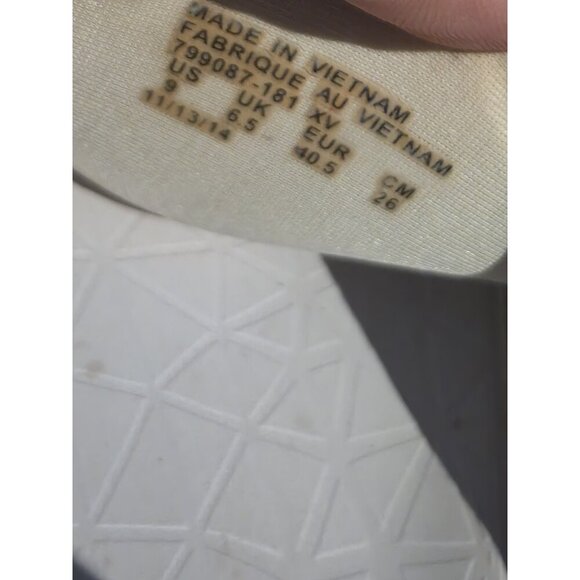 MADE IN VIETNAM
FABRIQUE AU VIETNAM
799087-181 XV
US UK EUR CM
9 6.5 40.5 26
11/13/14